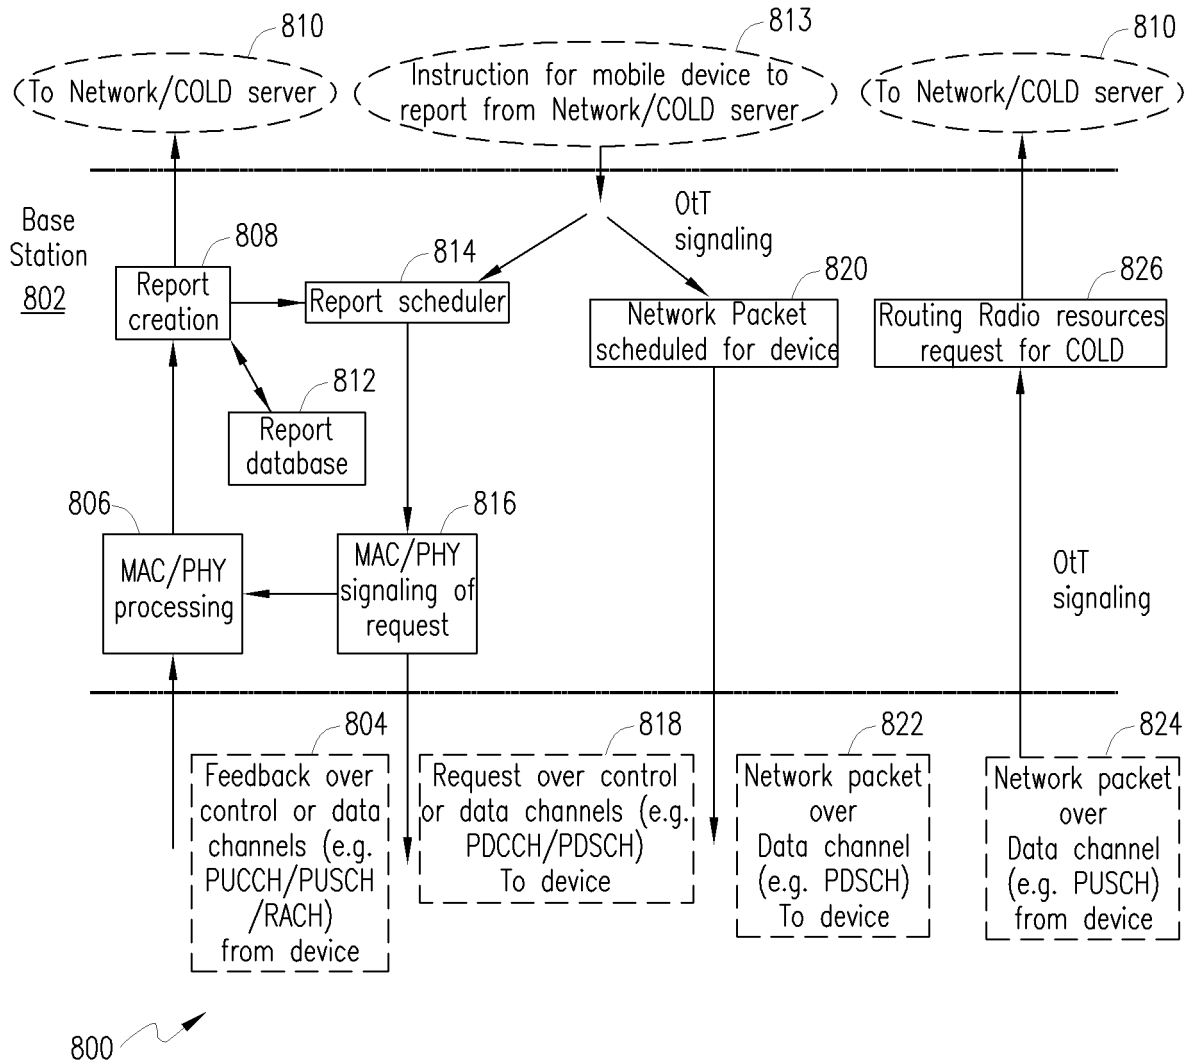 810
813
810
To Network/COLD server
Instruction for mobile device to
report from Network/COLD server
To Network/COLD server
Base
Station
802
OtT
signaling
808
814
820
826
Report
creation
Report scheduler
Network Packet
scheduled for device
Routing Radio resources
request for COLD
812
Report
database
806
816
MAC/PHY
processing
MAC/PHY
signaling of
request
OtT
signaling
804
818
822
824
Feedback over
control or data
channels (e.g.
PUCCH/PUSCH
/RACH)
from device
Request over control
or data channels (e.g.
PDCCH/PDSCH)
To device
Network packet
over
Data channel
(e.g. PDSCH)
To device
Network packet
over
Data channel
(e.g. PUSCH)
from device
800